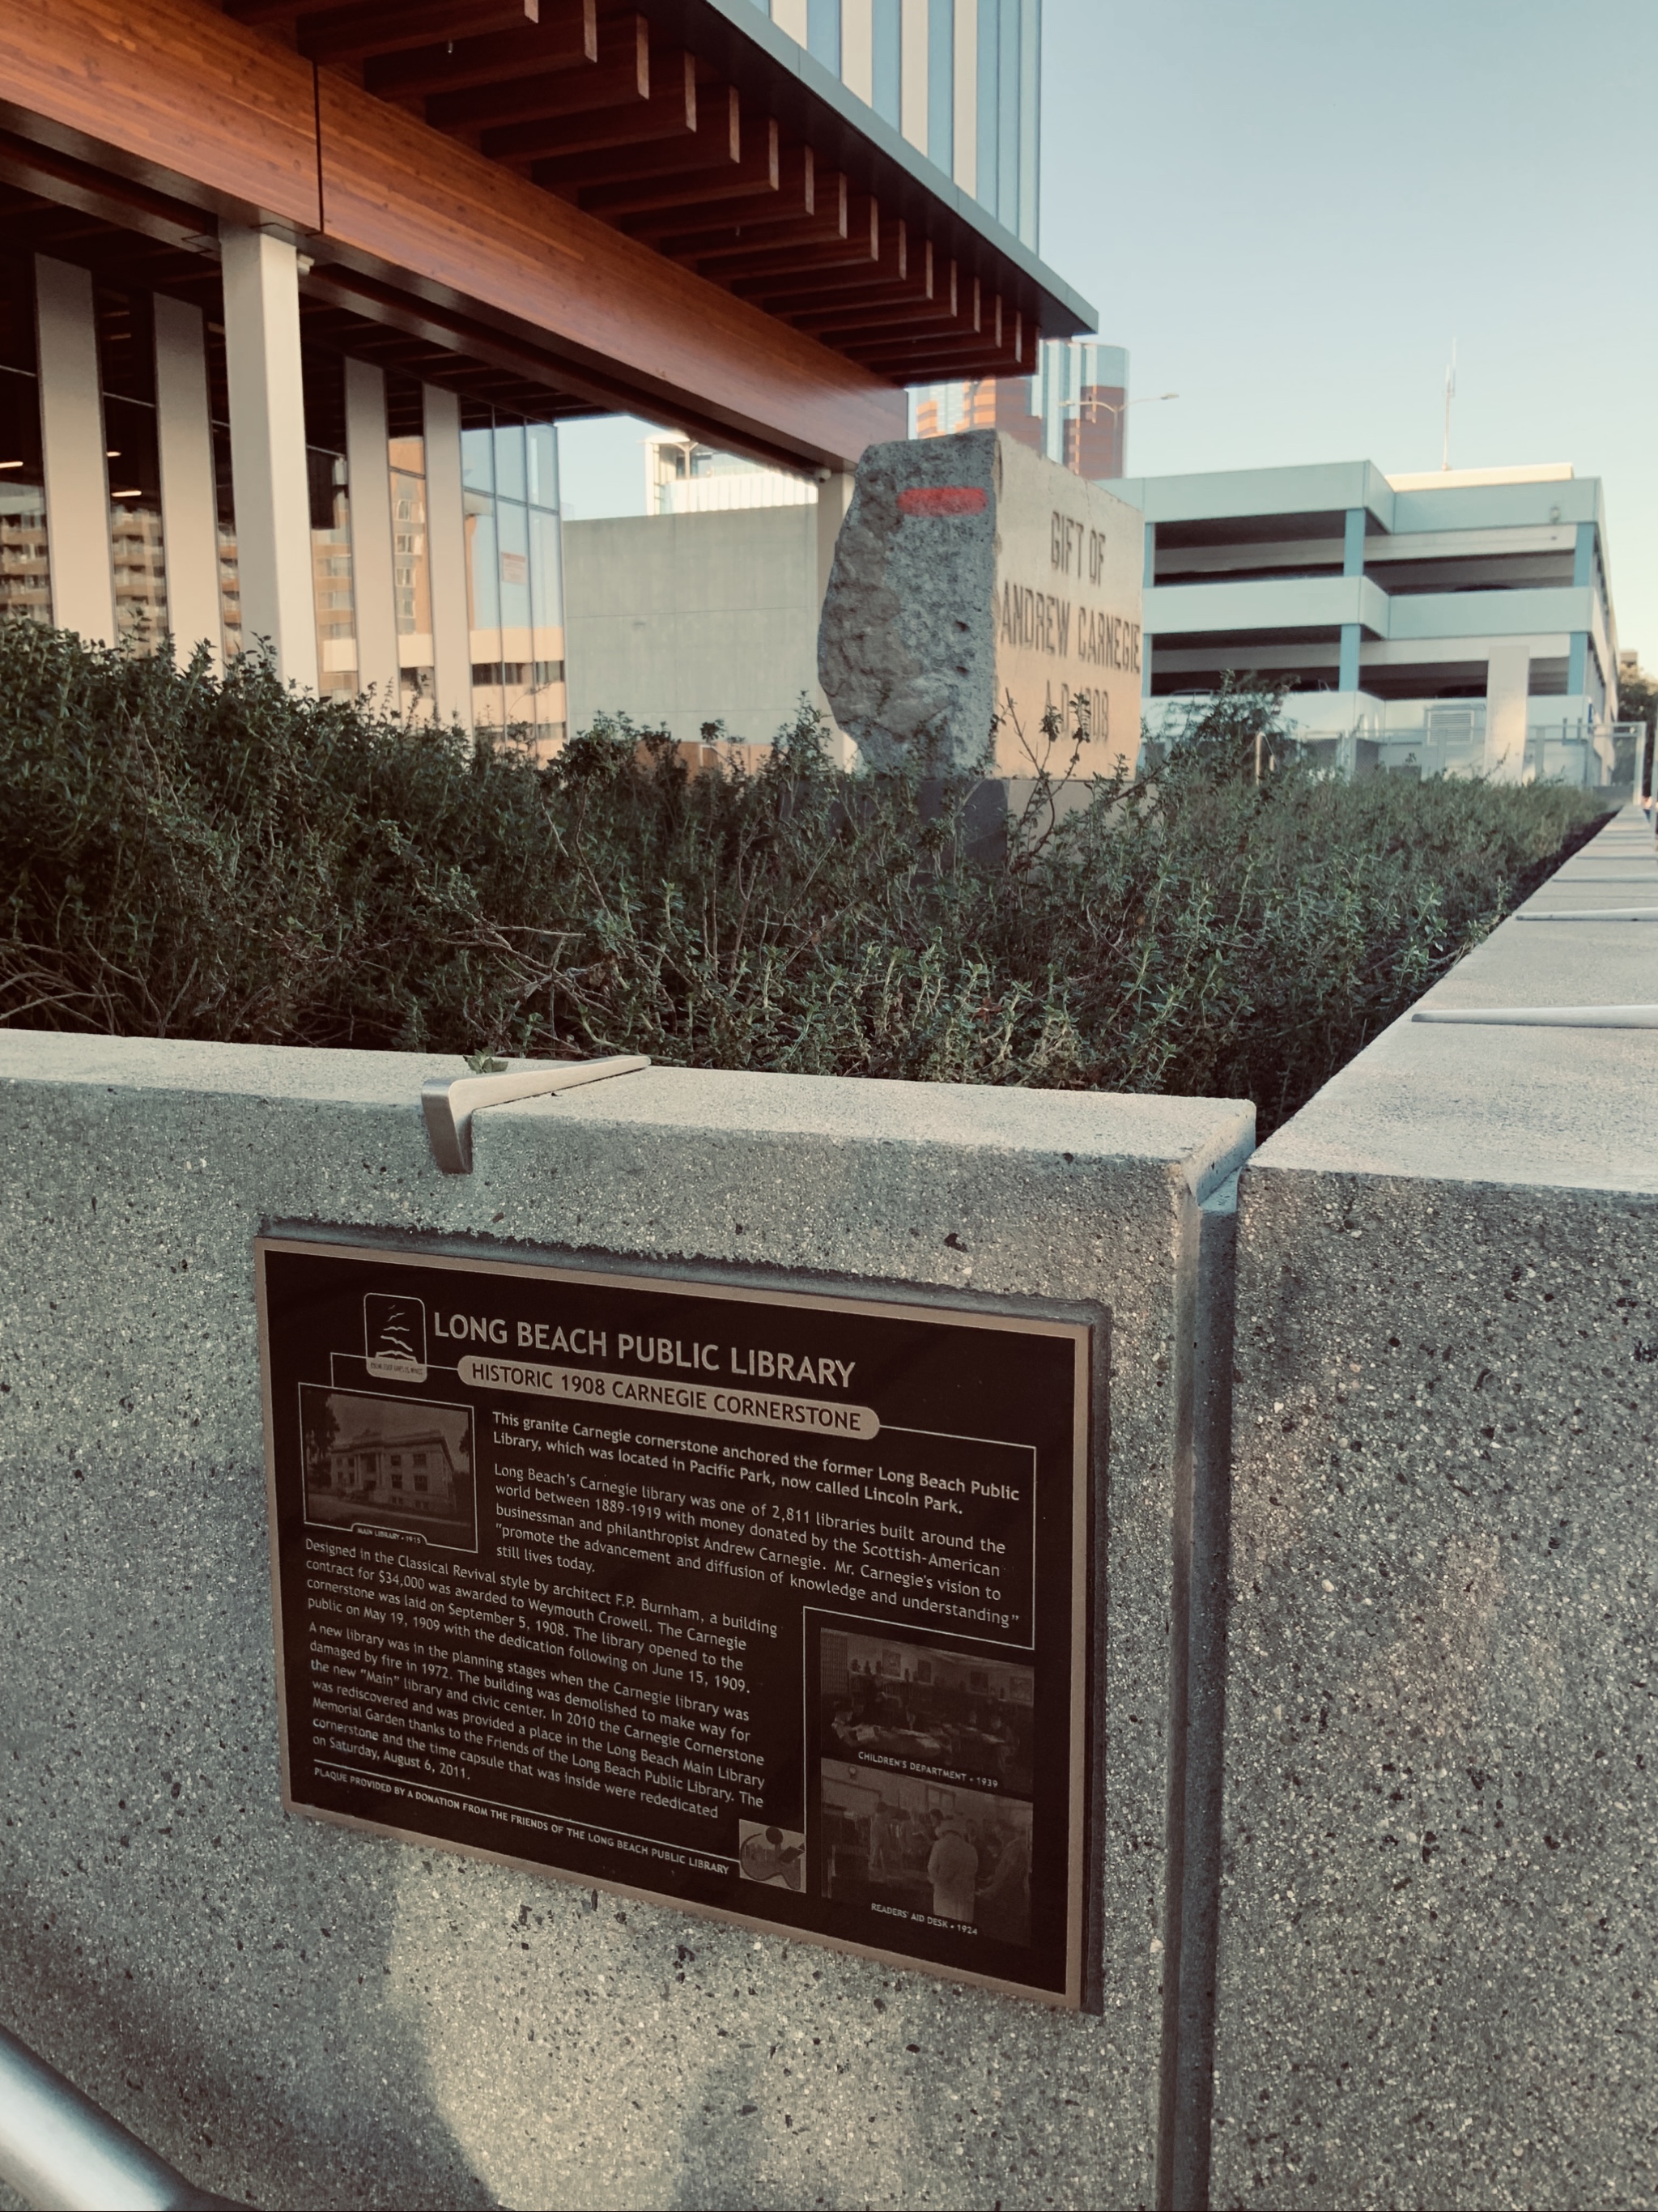 GIFT OF
ANDREW CARNEGIE
A.D. 1908
LONG BEACH PUBLIC LIBRARY
HISTORIC 1908 CARNEGIE CORNERSTONE
This granite Carnegie cornerstone anchored the former Long Beach Public
Library, which was located in Pacific Park, now called Lincoln Park.
Long Beach's Carnegie library was one of 2,811 libraries built around the
world between 1889-1919 with money donated by the Scottish-American
businessman and philanthropist Andrew Carnegie. Mr. Carnegie's vision to
"promote the advancement and diffusion of knowledge and understanding"
still lives today.
MAIN LIBRARY • 1915
Designed in the Classical Revival style by architect F.P. Burnham, a building
contract for $34,000 was awarded to Weymouth Crowell. The Carnegie
cornerstone was laid on September 5, 1908. The library opened to the
public on May 19, 1909 with the dedication following on June 15, 1909.
A new library was in the planning stages when the Carnegie library was
damaged by fire in 1972. The building was demolished to make way for
the new "Main" library and civic center. In 2010 the Carnegie Cornerstone
was rediscovered and was provided a place in the Long Beach Main Library
Memorial Garden thanks to the Friends of the Long Beach Public Library. The
cornerstone and the time capsule that was inside were rededicated
on Saturday, August 6, 2011.
PLAQUE PROVIDED BY A DONATION FROM THE FRIENDS OF THE LONG BEACH PUBLIC LIBRARY
CHILDREN'S DEPARTMENT • 1939
READERS' AID DESK • 1924